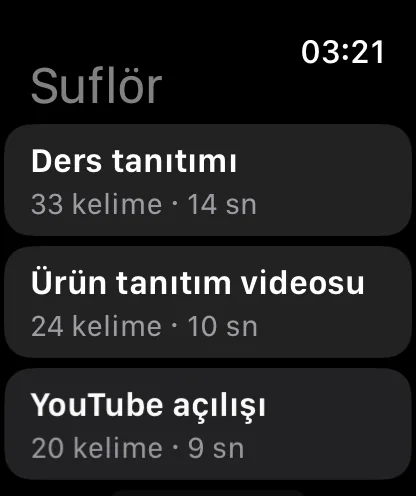 03:21
Suflör
Ders tanıtımı
33 kelime · 14 sn
Ürün tanıtım videosu
24 kelime · 10 sn
YouTube açılışı
20 kelime · 9 sn